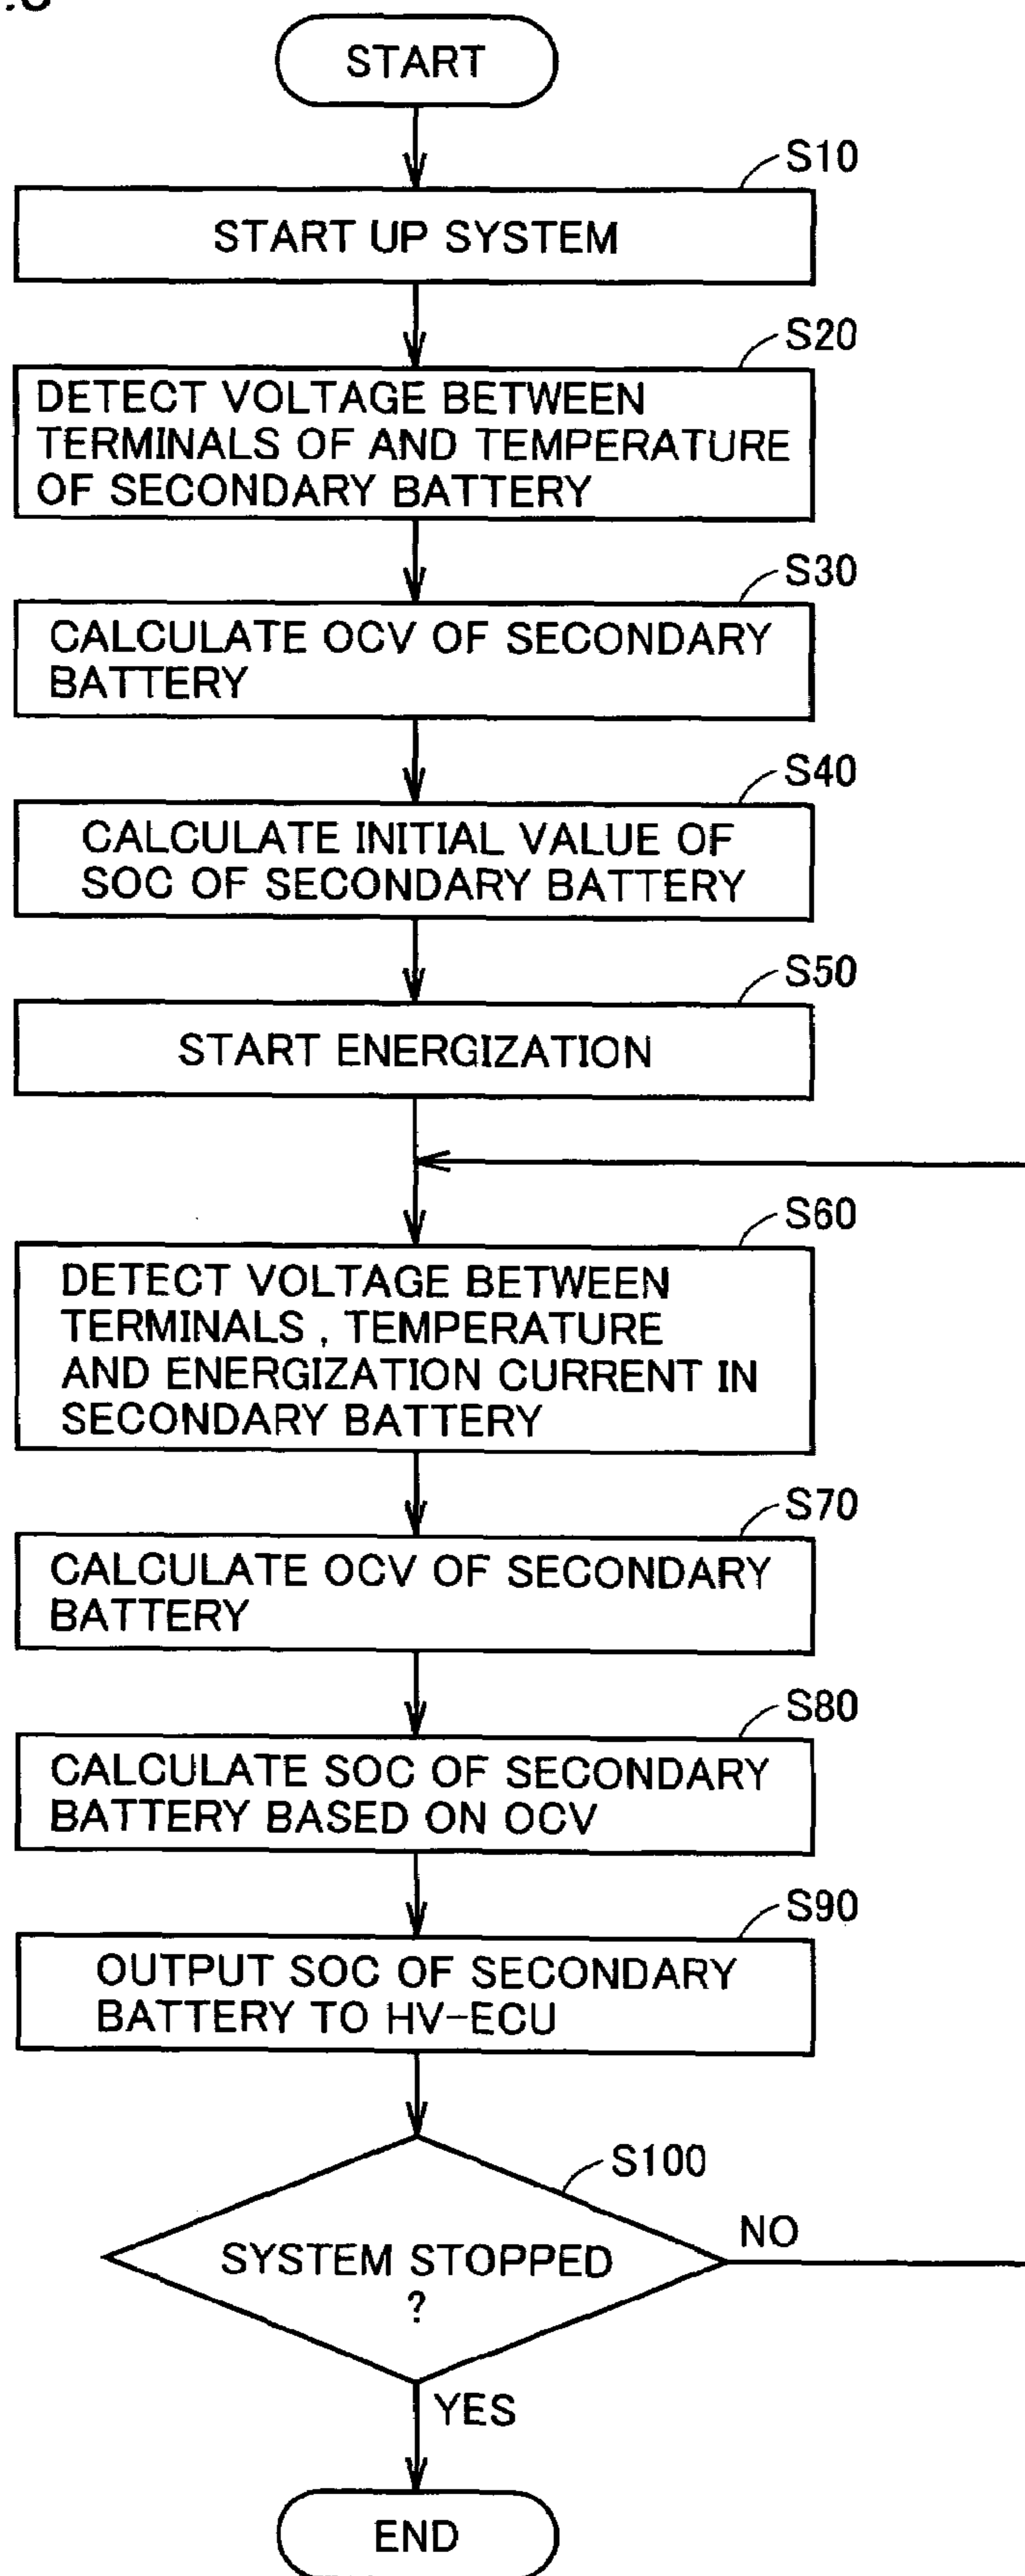 START
S10
START UP SYSTEM
S20
DETECT VOLTAGE BETWEEN
TERMINALS OF AND TEMPERATURE
OF SECONDARY BATTERY
S30
CALCULATE OCV OF SECONDARY
BATTERY
S40
CALCULATE INITIAL VALUE OF
SOC OF SECONDARY BATTERY
S50
START ENERGIZATION
S60
DETECT VOLTAGE BETWEEN
TERMINALS , TEMPERATURE
AND ENERGIZATION CURRENT IN
SECONDARY BATTERY
S70
CALCULATE OCV OF SECONDARY
BATTERY
S80
CALCULATE SOC OF SECONDARY
BATTERY BASED ON OCV
S90
OUTPUT SOC OF SECONDARY
BATTERY TO HV-ECU
S100
NO
SYSTEM STOPPED
?
YES
END